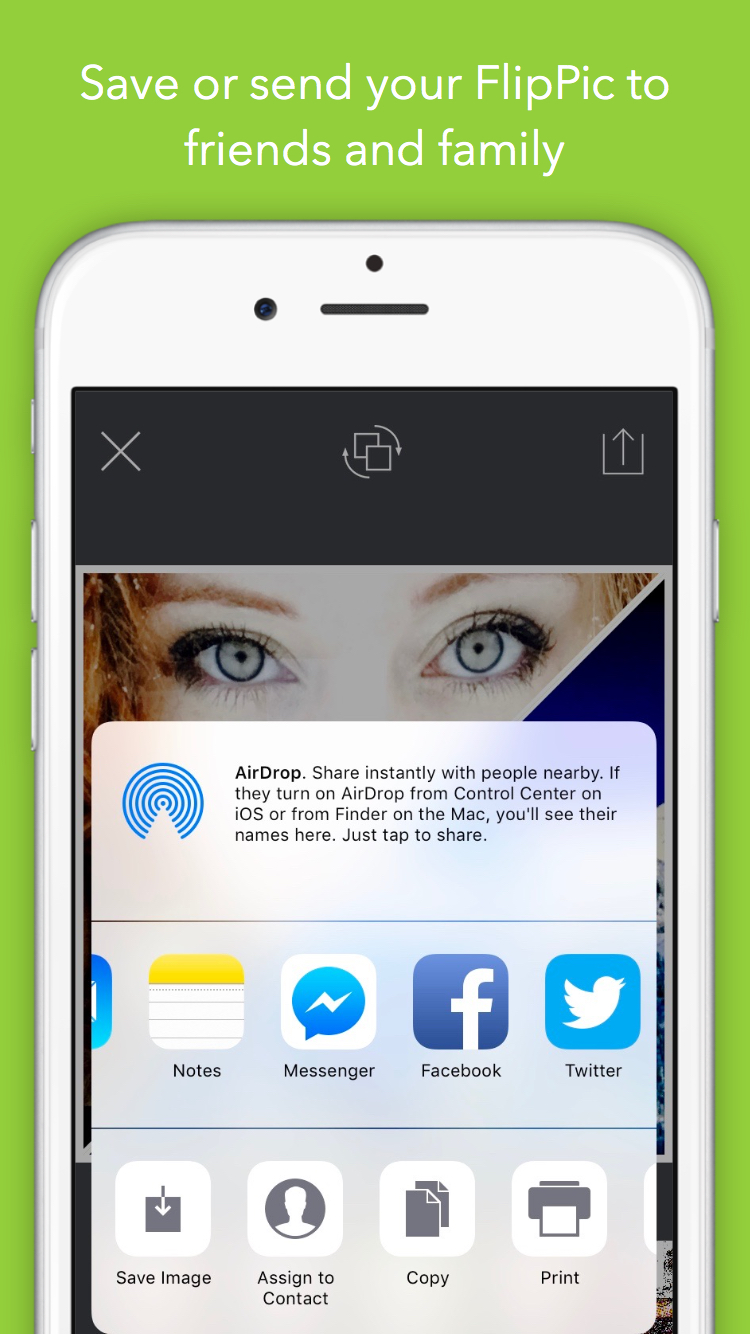 Save or send your FlipPic to
friends and family
AirDrop. Share instantly with people nearby. If
they turn on AirDrop from Control Center on
iOS or from Finder on the Mac, you'll see their
names here. Just tap to share.
Notes
Messenger
Facebook
Twitter
Save Image
Assign to
Contact
Copy
Print